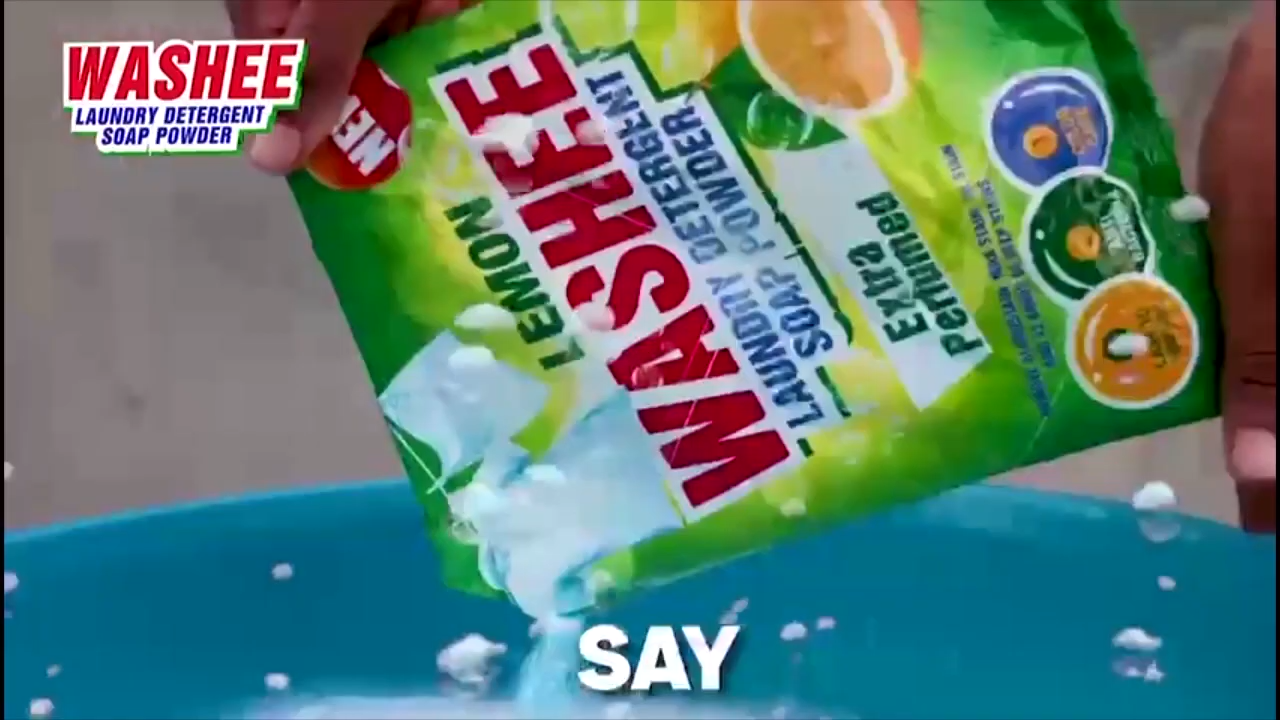 WASHEE
LAUNDRY DETERGENT
SOAP POWDER
NEW
LEMON
WASHEE
LAUNDRY DETERGENT
SOAP POWDER
Extra
Perfumed
SAY